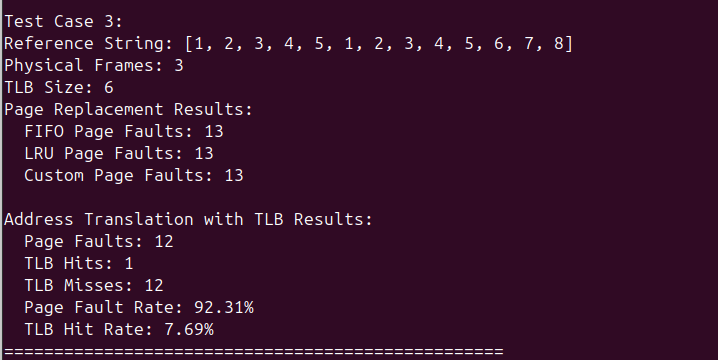 Test Case 3:
Reference String: [1, 2, 3, 4, 5, 1, 2, 3, 4, 5, 6, 7, 8]
Physical Frames: 3
TLB Size: 6
Page Replacement Results:
  FIFO Page Faults: 13
  LRU Page Faults: 13
  Custom Page Faults: 13
Address Translation with TLB Results:
  Page Faults: 12
  TLB Hits: 1
  TLB Misses: 12
  Page Fault Rate: 92.31%
  TLB Hit Rate: 7.69%
==================================================